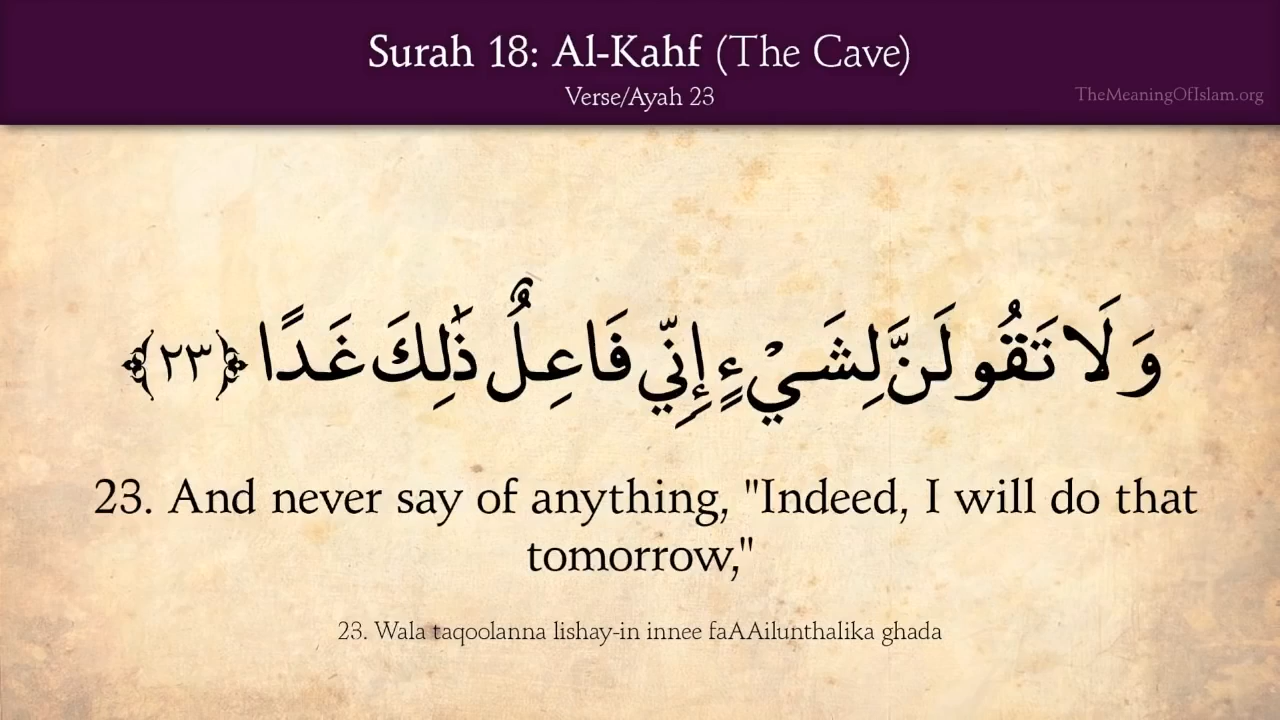 Surah 18: Al-Kahf (The Cave)
Verse/Ayah 23
TheMeaningOfIslam.org
وَلَا تَقُولَنَّ لِشَيْءٍ إِنِّي فَاعِلٌ ذَٰلِكَ غَدًا ﴿٢٣﴾
23. And never say of anything, "Indeed, I will do that
tomorrow,"
23. Wala taqoolanna lishay-in innee faAAilunthalika ghada